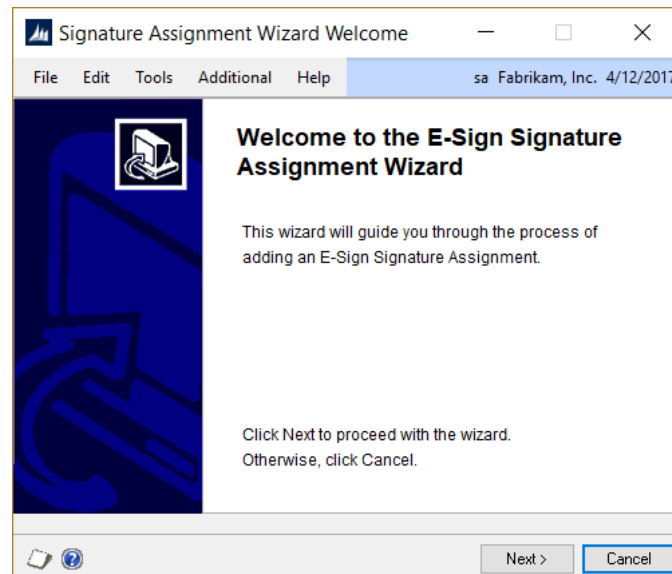 Signature Assignment Wizard Welcome
File Edit Tools Additional Help sa Fabrikam, Inc. 4/12/2017
Welcome to the E-Sign Signature
Assignment Wizard
This wizard will guide you through the process of
adding an E-Sign Signature Assignment.
Click Next to proceed with the wizard.
Otherwise, click Cancel.
Next > Cancel